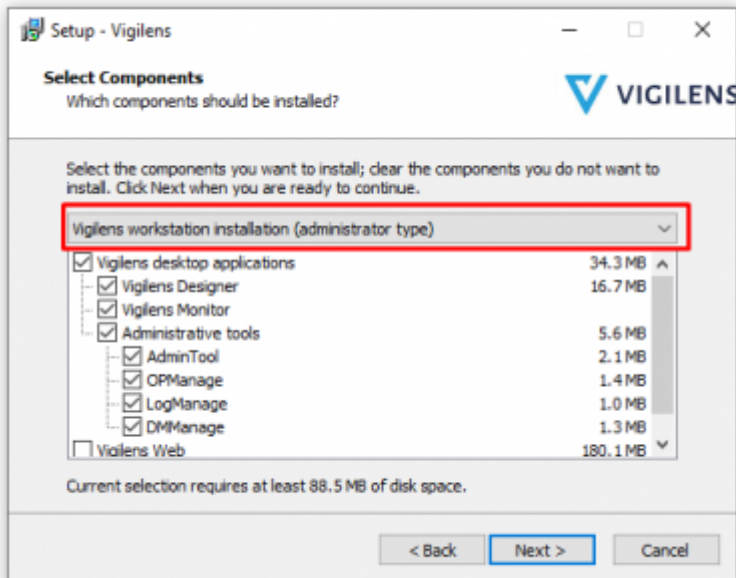 Setup - Vigilens
Select Components
Which components should be installed?
VIGILENS
Select the components you want to install; clear the components you do not want to
install. Click Next when you are ready to continue.
Vigilens workstation installation (administrator type)
Vigilens desktop applications 34.3 MB
Vigilens Designer 16.7 MB
Vigilens Monitor
Administrative tools 5.6 MB
AdminTool 2.1 MB
OPManage 1.4 MB
LogManage 1.0 MB
DMManage 1.3 MB
Vigilens Web 180.1 MB
Current selection requires at least 88.5 MB of disk space.
< Back Next > Cancel